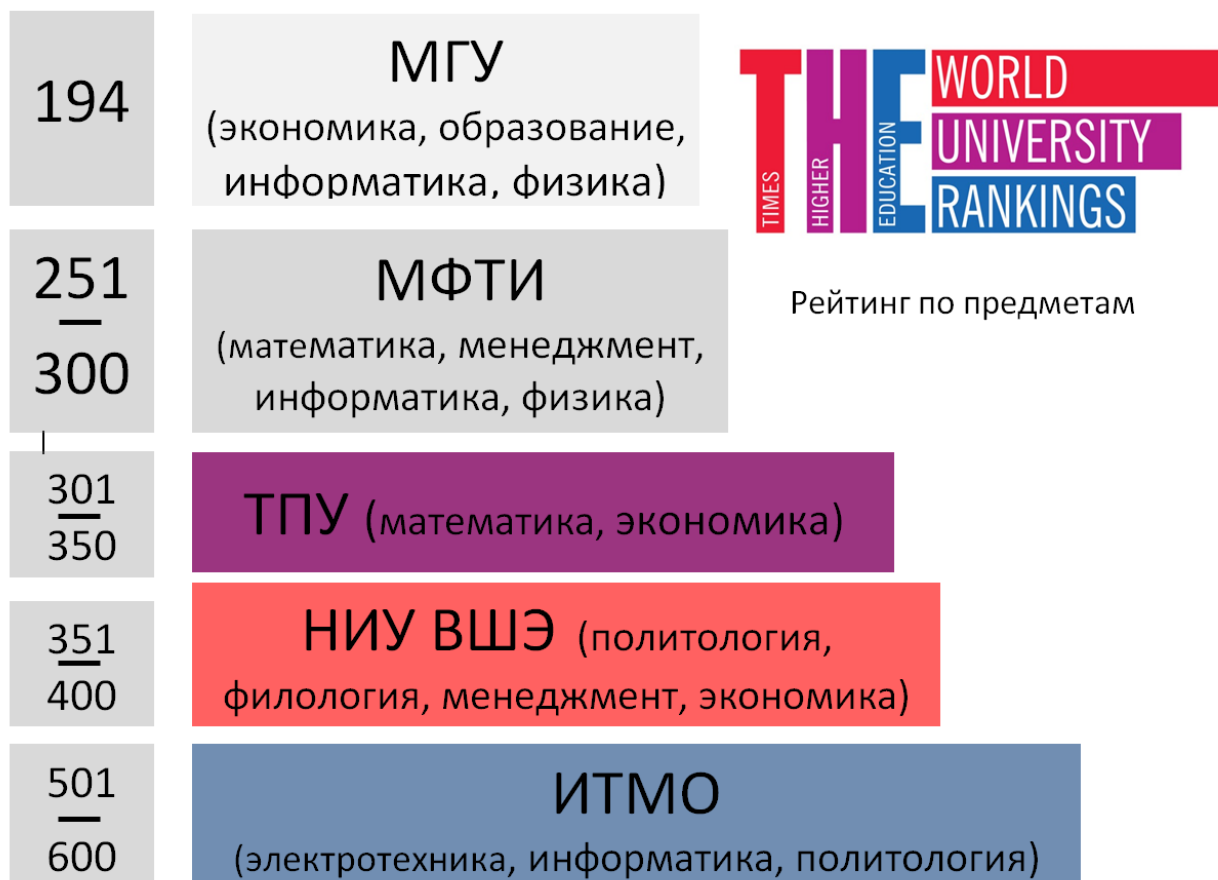 194
МГУ
(экономика, образование,
информатика, физика)
TIMES
HIGHER
EDUCATION
WORLD
UNIVERSITY
RANKINGS
Рейтинг по предметам
251
—
300
МФТИ
(математика, менеджмент,
информатика, физика)
301
—
350
ТПУ (математика, экономика)
351
—
400
НИУ ВШЭ (политология,
филология, менеджмент, экономика)
501
—
600
ИТМО
(электротехника, информатика, политология)